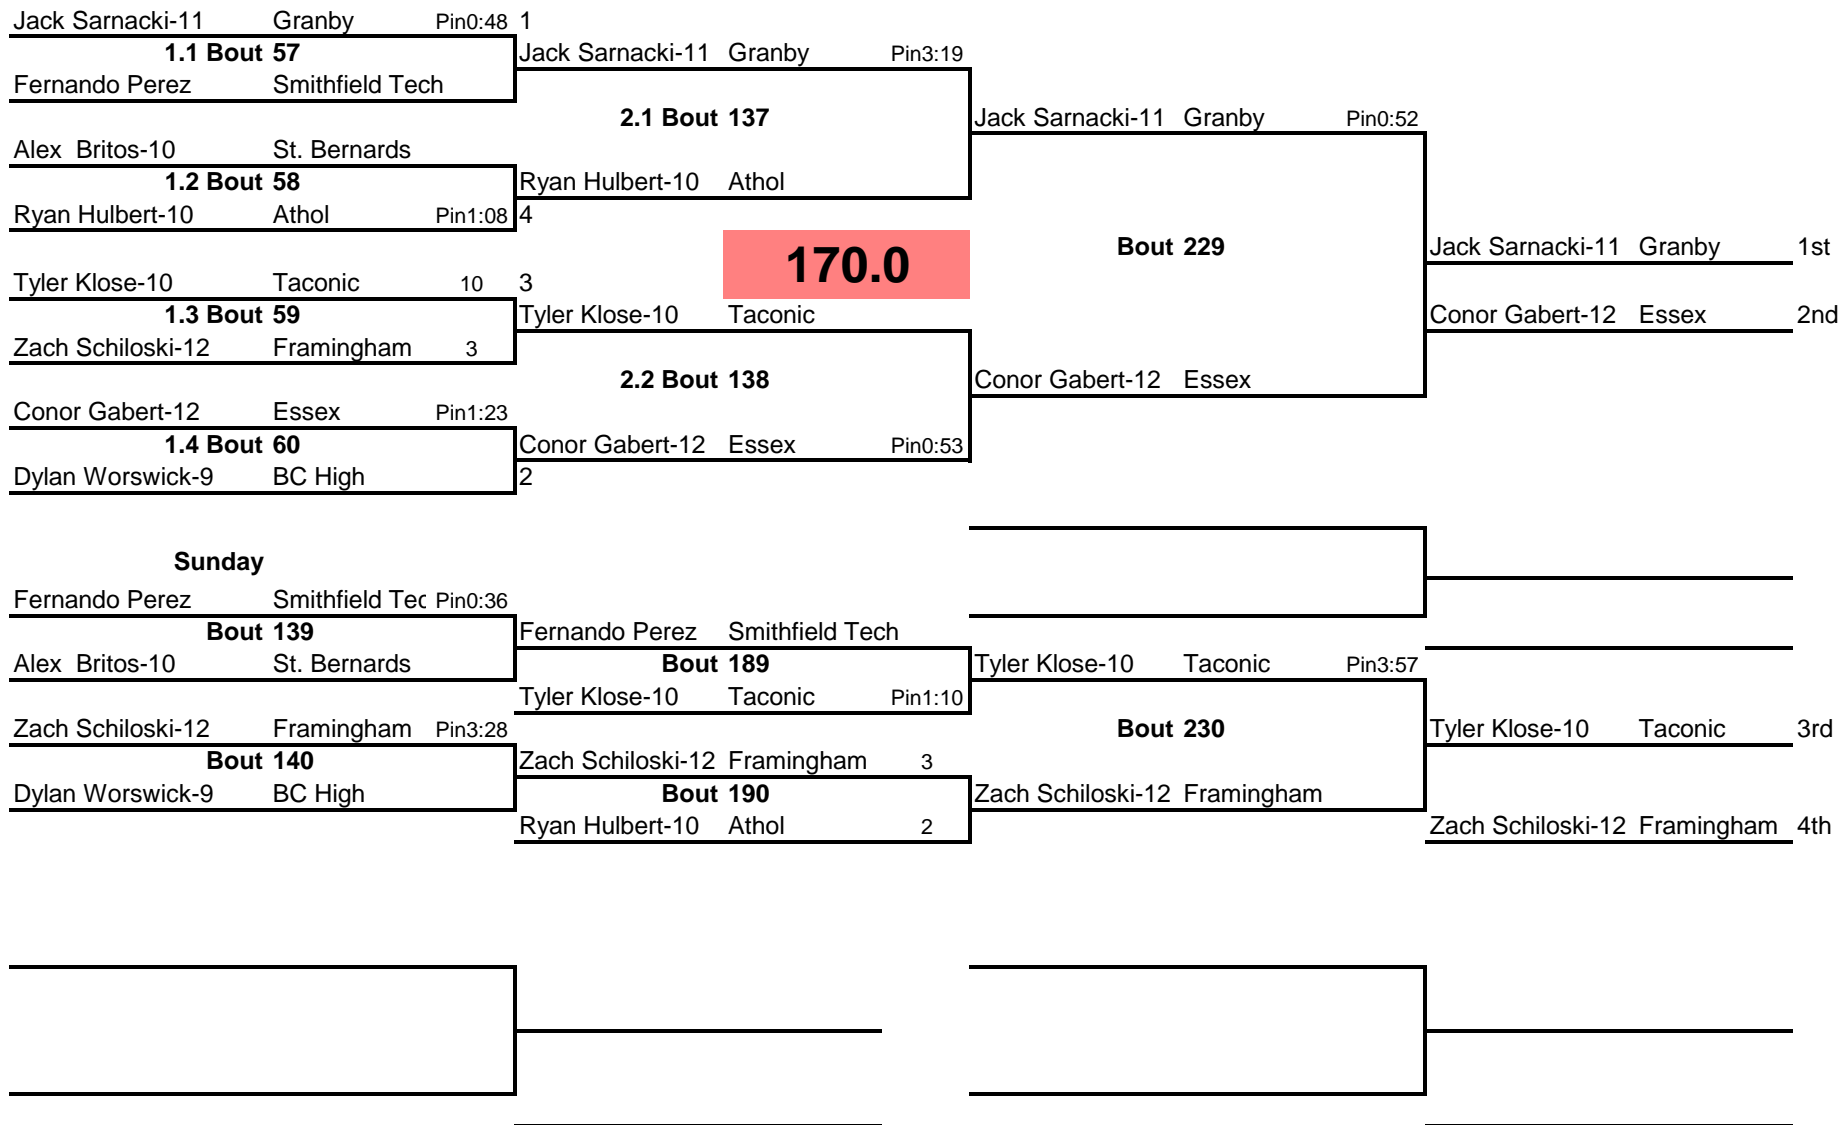 Jack Sarnacki-11 Granby Pin0:48 1
1.1 Bout 57 Jack Sarnacki-11 Granby Pin3:19
Fernando Perez Smithfield Tech
2.1 Bout 137 Jack Sarnacki-11 Granby Pin0:52
Alex Britos-10 St. Bernards
1.2 Bout 58 Ryan Hulbert-10 Athol
Ryan Hulbert-10 Athol Pin1:08 4
170.0 Bout 229 Jack Sarnacki-11 Granby 1st
Tyler Klose-10 Taconic 10 3
1.3 Bout 59 Tyler Klose-10 Taconic Conor Gabert-12 Essex 2nd
Zach Schiloski-12 Framingham 3
2.2 Bout 138 Conor Gabert-12 Essex
Conor Gabert-12 Essex Pin1:23
1.4 Bout 60 Conor Gabert-12 Essex Pin0:53
Dylan Worswick-9 BC High 2
Sunday
Fernando Perez Smithfield Tec Pin0:36
Bout 139 Fernando Perez Smithfield Tech
Alex Britos-10 St. Bernards Bout 189 Tyler Klose-10 Taconic Pin3:57
Tyler Klose-10 Taconic Pin1:10
Zach Schiloski-12 Framingham Pin3:28 Bout 230 Tyler Klose-10 Taconic 3rd
Bout 140 Zach Schiloski-12 Framingham 3
Dylan Worswick-9 BC High Bout 190 Zach Schiloski-12 Framingham
Ryan Hulbert-10 Athol 2 Zach Schiloski-12 Framingham 4th